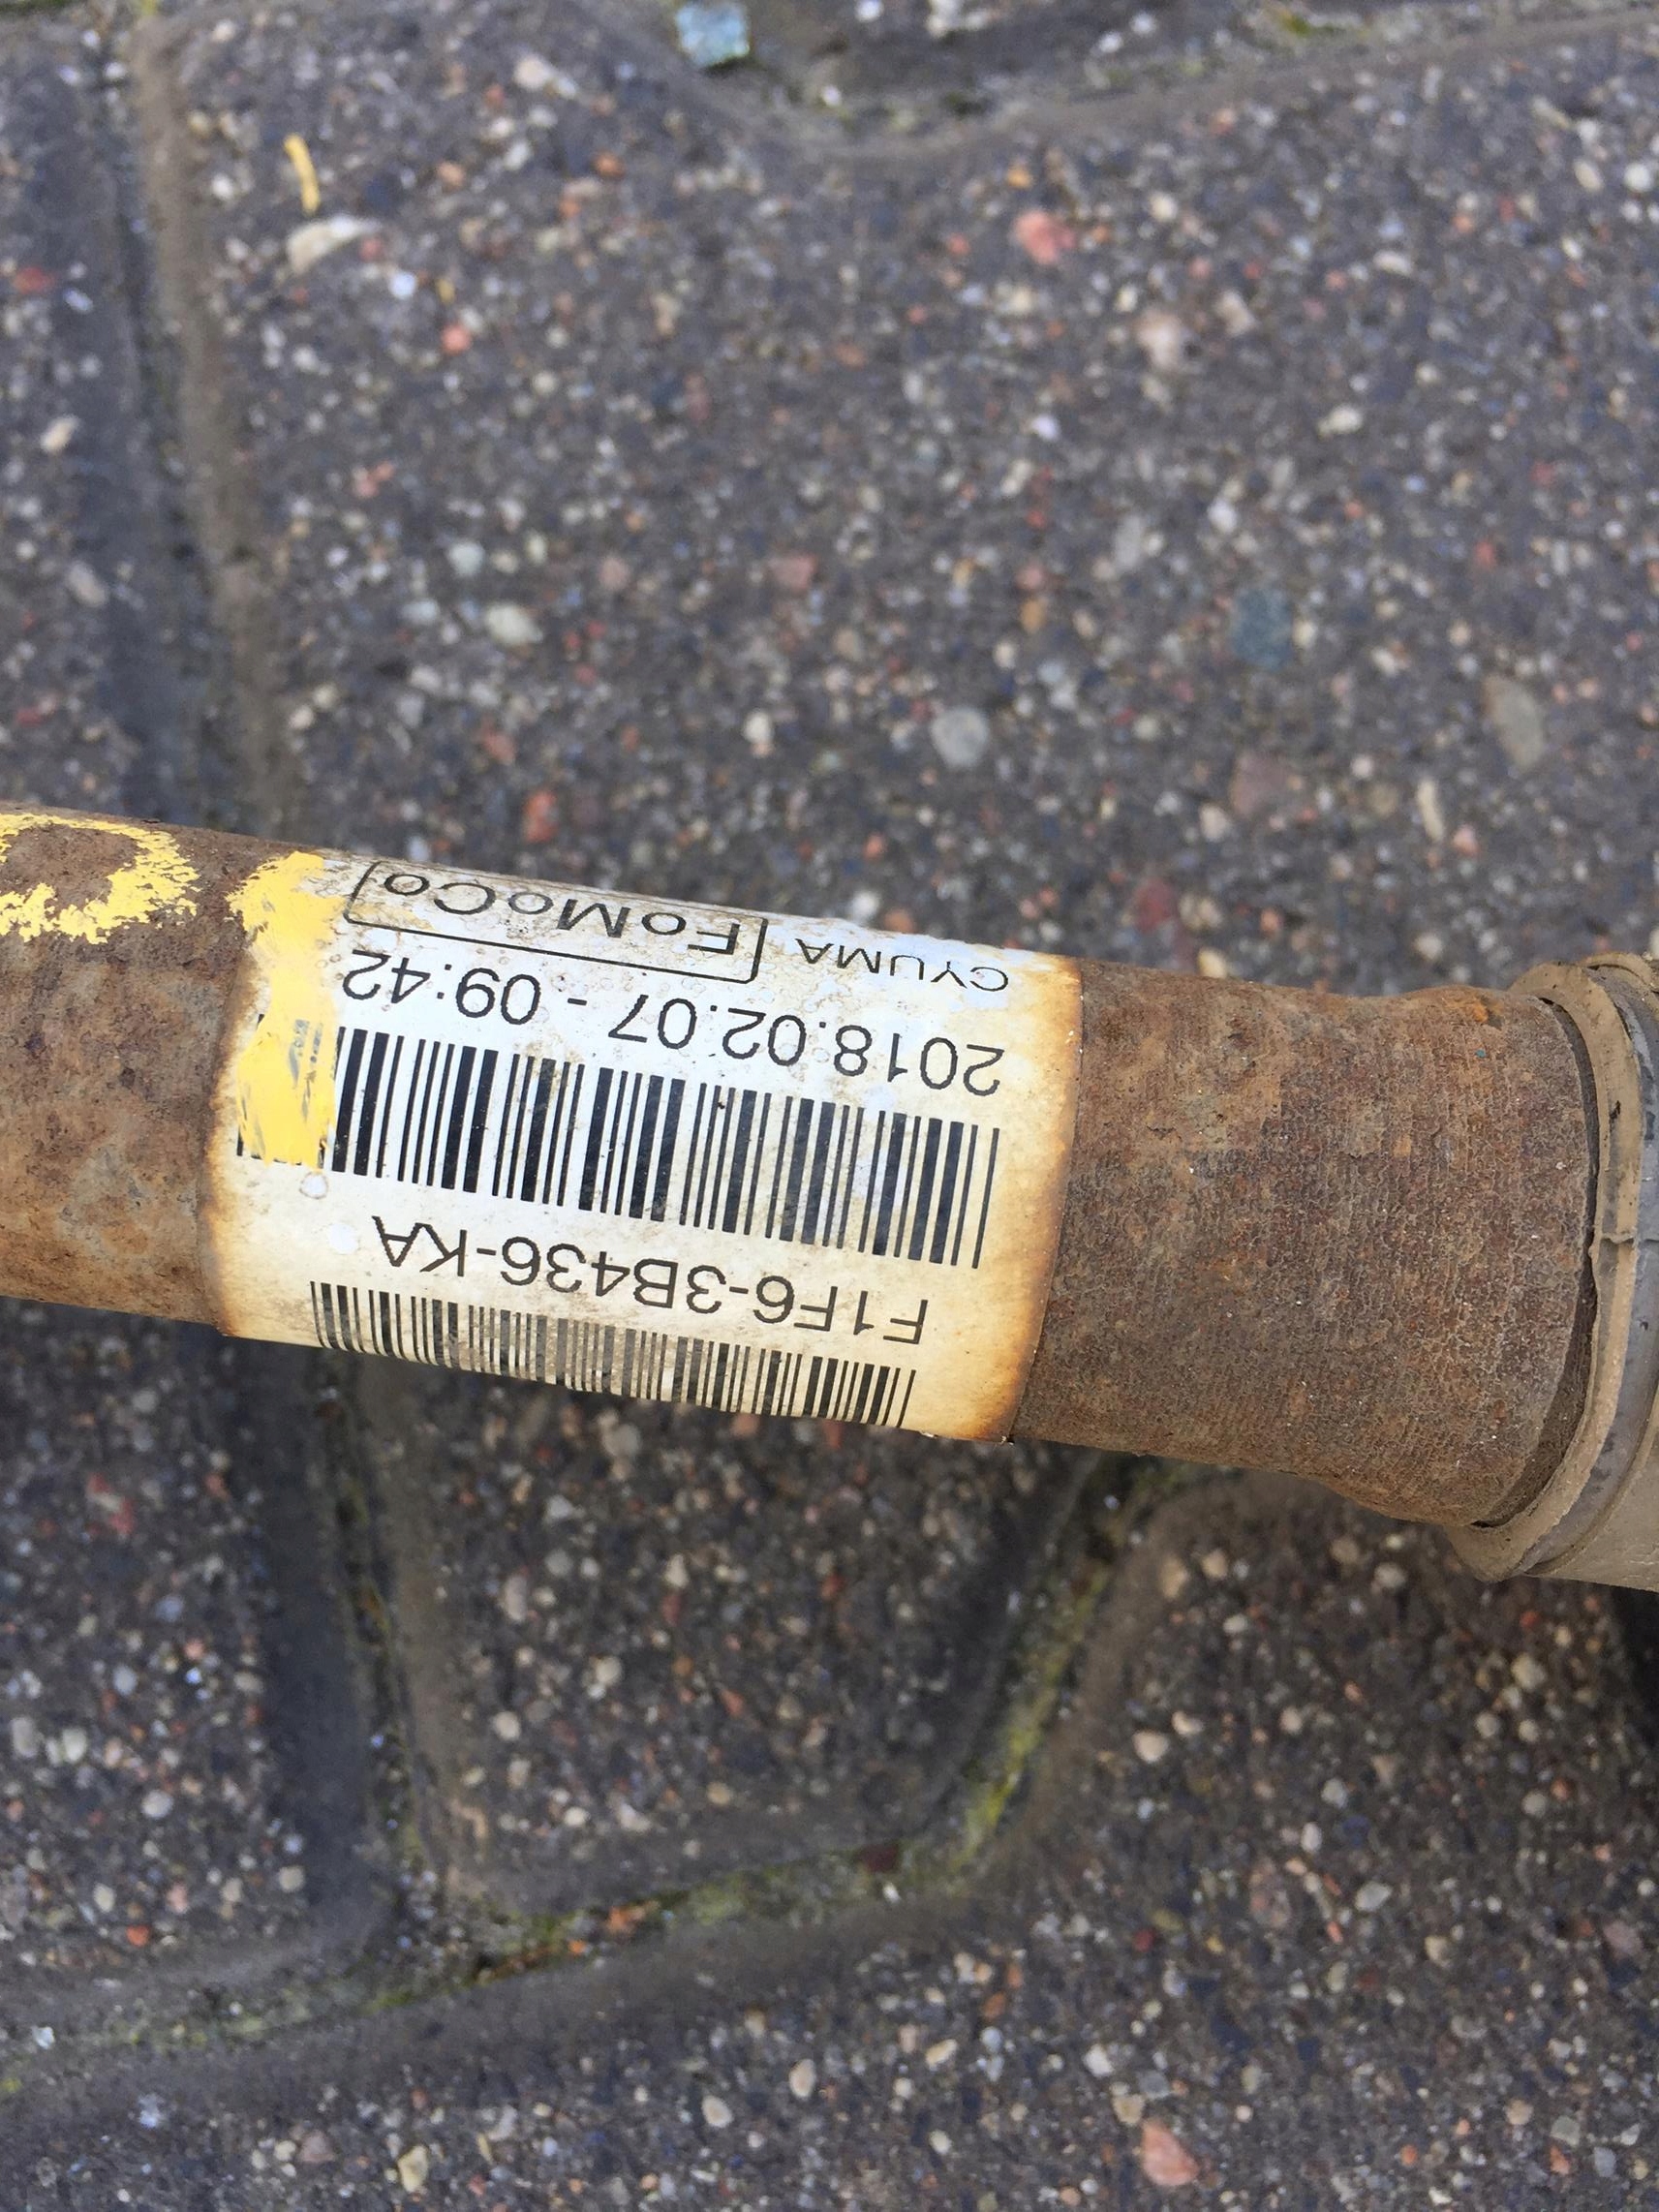 F1F6-3B436-KA
2018.02.07 - 09:42
CYUMA FoMoCo